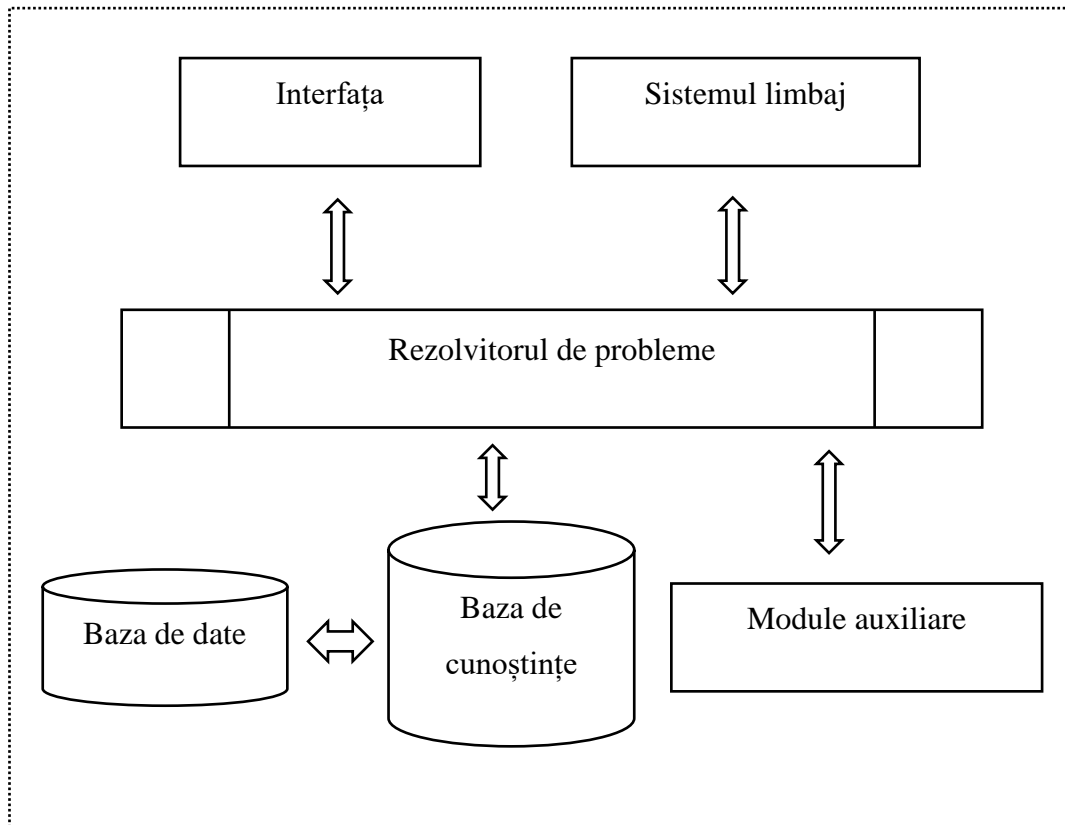 Interfața
Sistemul limbaj
Rezolvitorul de probleme
Baza de date
Baza de
cunoștințe
Module auxiliare